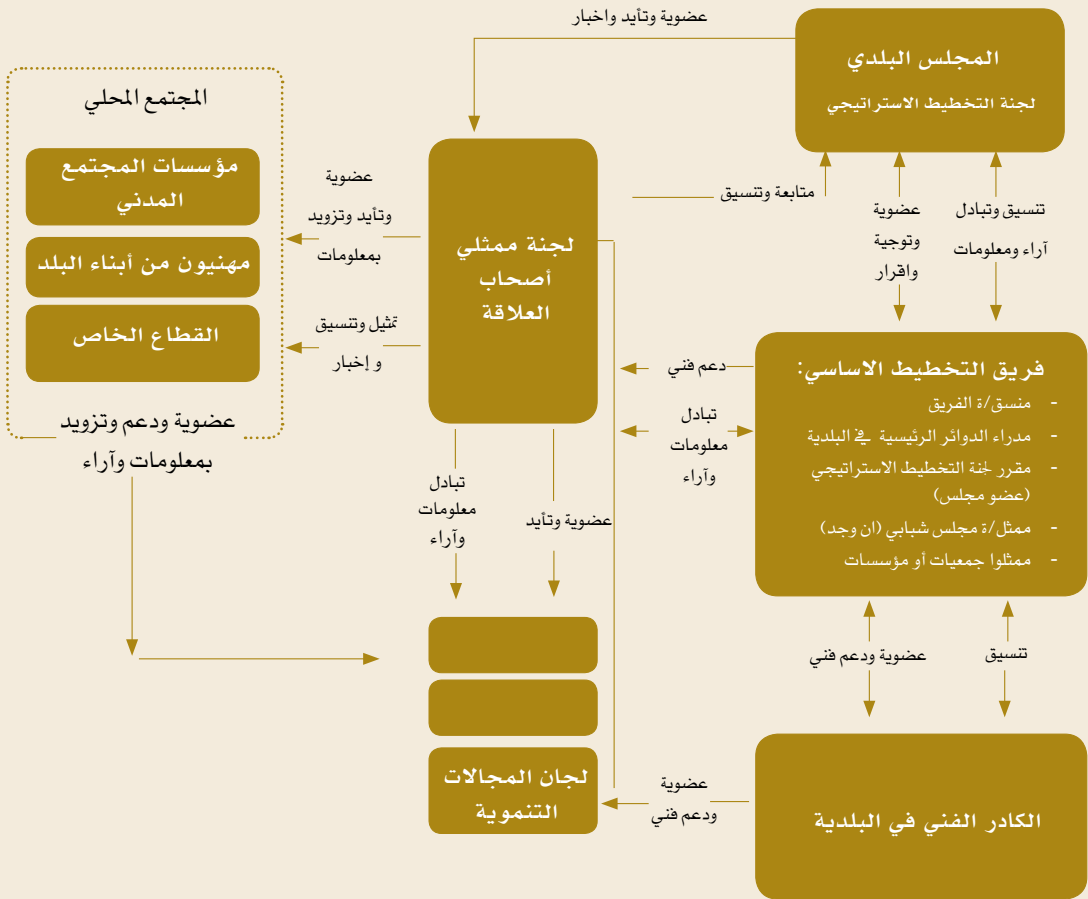 عضوية وتأيد واخبار
المجلس البلدي
لجنة التخطيط الاستراتيجي
المجتمع المحلي
مؤسسات المجتمع
المدني
مهنيون من أبناء البلد
القطاع الخاص
عضوية ودعم وتزويد
بمعلومات وآراء
عضوية
وتأيد وتزويد
بمعلومات
تمثيل وتنسيق
و إخبار
لجنة ممثلي
أصحاب
العلاقة
متابعة وتنسيق
عضوية
وتوجية
واقرار
تنسيق وتبادل
آراء ومعلومات
دعم فني
تبادل
معلومات
وآراء
فريق التخطيط الاساسي:
- منسق/ة الفريق
- مدراء الدوائر الرئيسية في البلدية
- مقرر لجنة التخطيط الاستراتيجي
(عضو مجلس)
- ممثل/ة مجلس شبابي (ان وجد)
- ممثلوا جمعيات أو مؤسسات
تبادل
معلومات
وآراء
عضوية وتأيد
عضوية ودعم فني
تنسيق
لجان المجالات
التنموية
عضوية
ودعم فني
الكادر الفني في البلدية